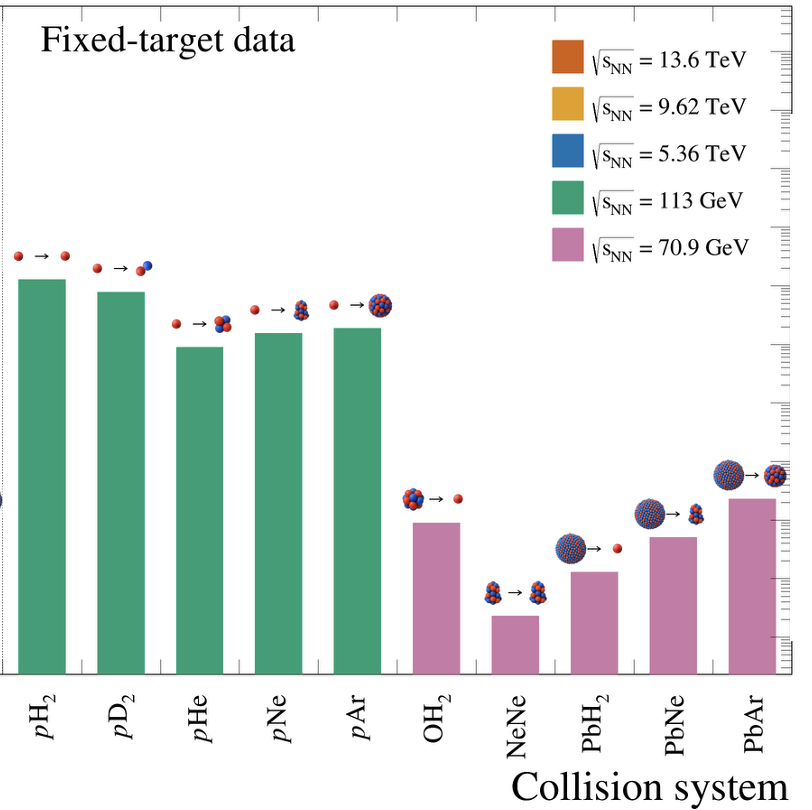 Fixed-target data
√sNN = 13.6 TeV
√sNN = 9.62 TeV
√sNN = 5.36 TeV
√sNN = 113 GeV
√sNN = 70.9 GeV
pH2
pD2
pHe
pNe
pAr
OH2
NeNe
PbH2
PbNe
PbAr
Collision system